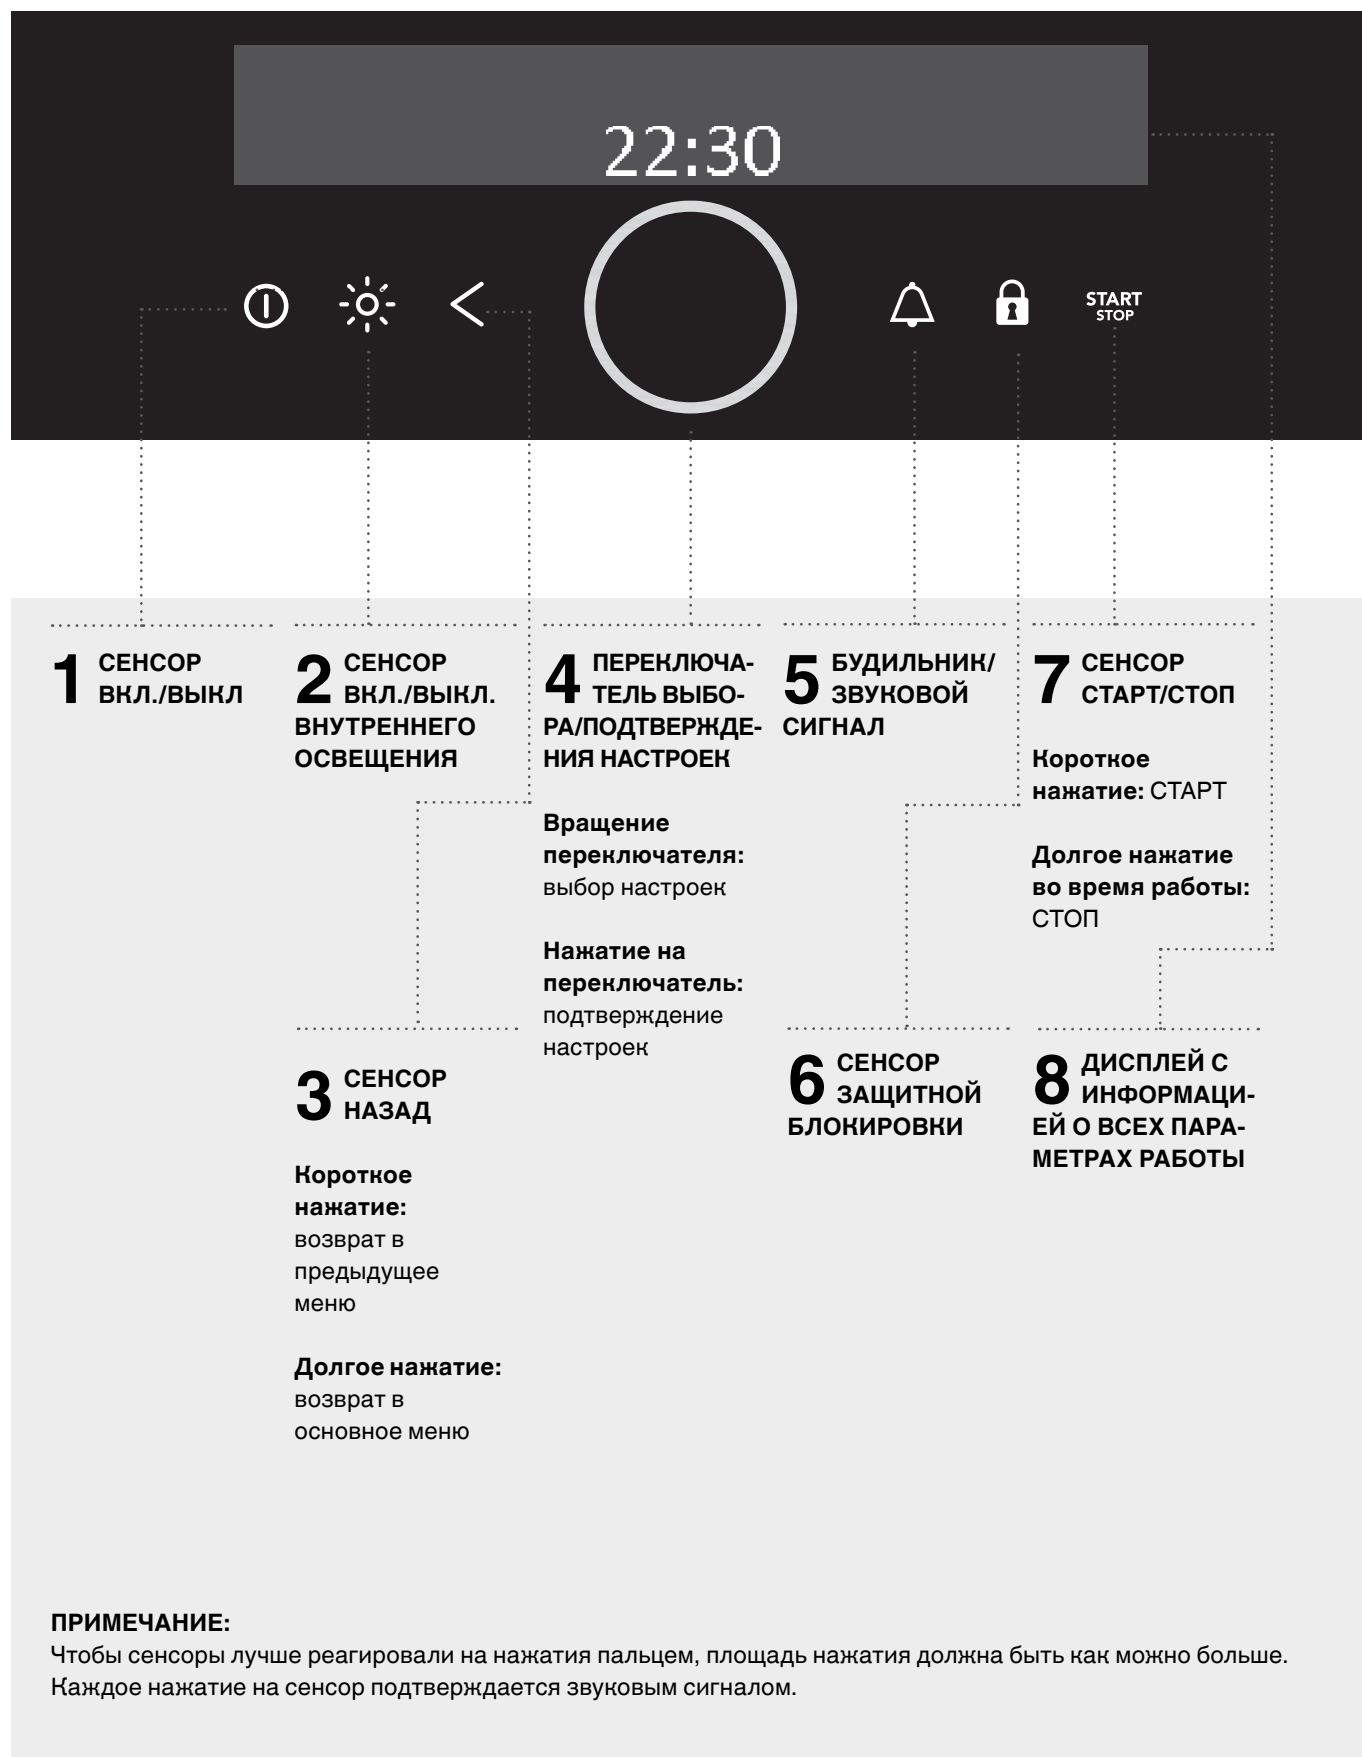 22:30
START
STOP
1 СЕНСОР
ВКЛ./ВЫКЛ
2 СЕНСОР
ВКЛ./ВЫКЛ.
ВНУТРЕННЕГО
ОСВЕЩЕНИЯ
3 СЕНСОР
НАЗАД
Короткое
нажатие:
возврат в
предыдущее
меню
Долгое нажатие:
возврат в
основное меню
4 ПЕРЕКЛЮЧА-
ТЕЛЬ ВЫБО-
РА/ПОДТВЕРЖДЕ-
НИЯ НАСТРОЕК
Вращение
переключателя:
выбор настроек
Нажатие на
переключатель:
подтверждение
настроек
5 БУДИЛЬНИК/
ЗВУКОВОЙ
СИГНАЛ
6 СЕНСОР
ЗАЩИТНОЙ
БЛОКИРОВКИ
7 СЕНСОР
СТАРТ/СТОП
Короткое
нажатие: СТАРТ
Долгое нажатие
во время работы:
СТОП
8 ДИСПЛЕЙ С
ИНФОРМАЦИ-
ЕЙ О ВСЕХ ПАРА-
МЕТРАХ РАБОТЫ
ПРИМЕЧАНИЕ:
Чтобы сенсоры лучше реагировали на нажатия пальцем, площадь нажатия должна быть как можно больше.
Каждое нажатие на сенсор подтверждается звуковым сигналом.